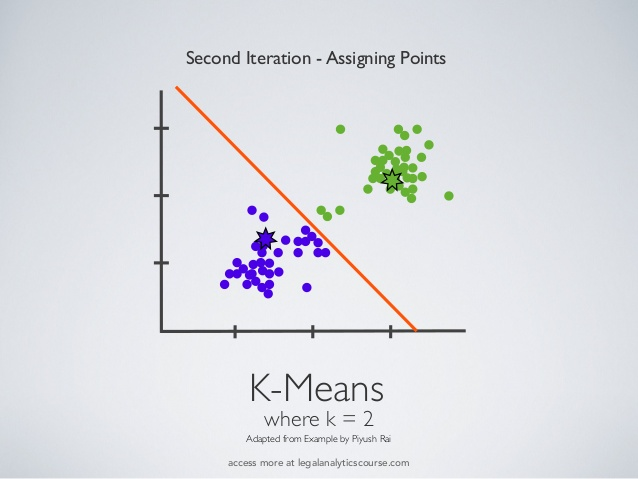 Second Iteration - Assigning Points
K-Means
where k = 2
Adapted from Example by Piyush Rai
access more at legalanalyticscourse.com